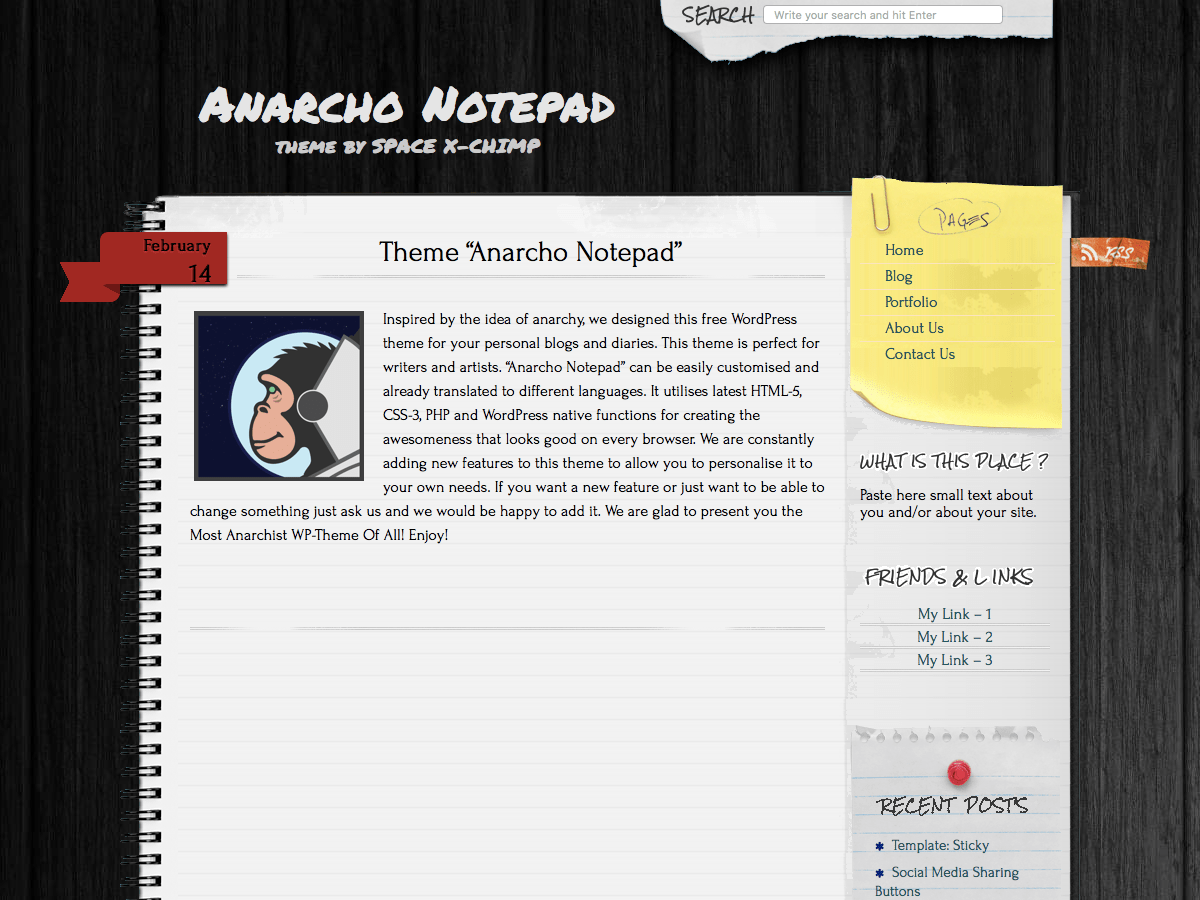 SEARCH Write your search and hit Enter
Anarcho Notepad
theme by Space X-Chimp
February
14
Theme “Anarcho Notepad”
Inspired by the idea of anarchy, we designed this free WordPress
theme for your personal blogs and diaries. This theme is perfect for
writers and artists. “Anarcho Notepad” can be easily customised and
already translated to different languages. It utilises latest HTML-5,
CSS-3, PHP and WordPress native functions for creating the
awesomeness that looks good on every browser. We are constantly
adding new features to this theme to allow you to personalise it to
your own needs. If you want a new feature or just want to be able to
change something just ask us and we would be happy to add it. We are glad to present you the
Most Anarchist WP-Theme Of All! Enjoy!
PAGES
Home
Blog
Portfolio
About Us
Contact Us
RSS
WHAT IS THIS PLACE ?
Paste here small text about
you and/or about your site.
FRIENDS & LINKS
My Link – 1
My Link – 2
My Link – 3
RECENT POSTS
Template: Sticky
Social Media Sharing
Buttons